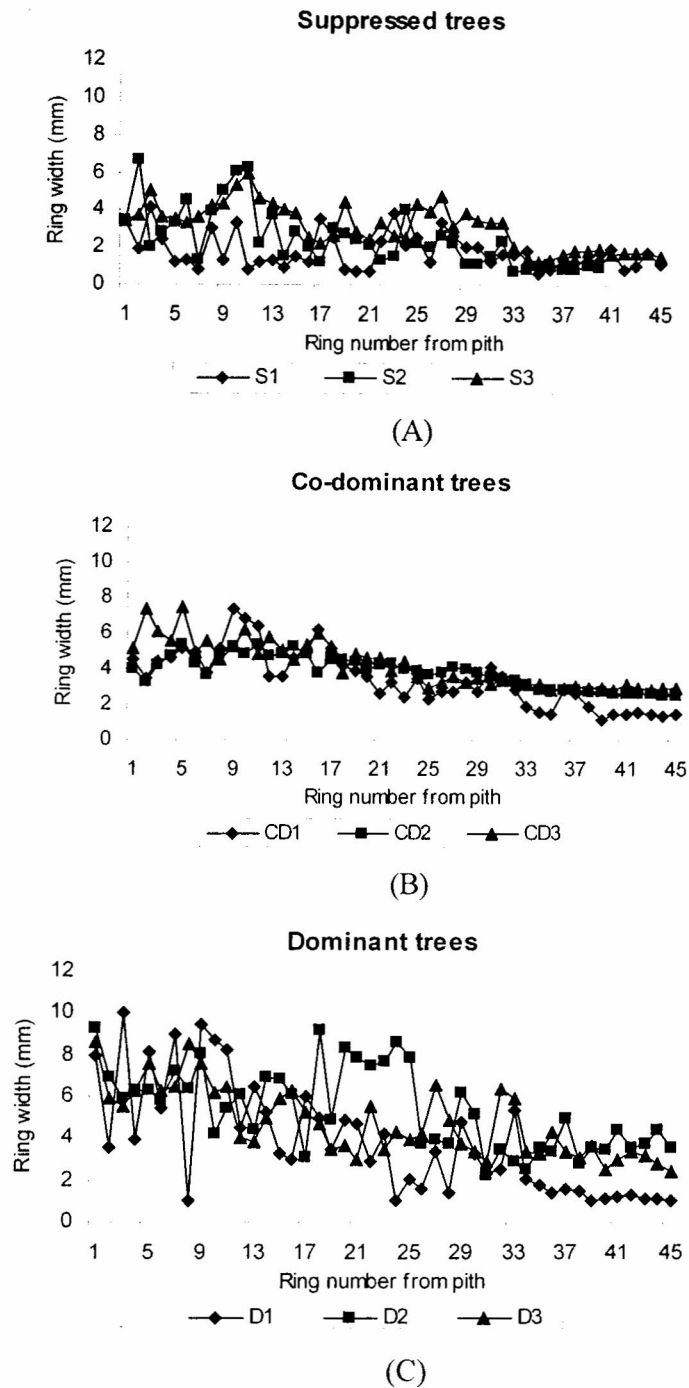 Suppressed trees
12
10
8
6
4
2
0
Ring width (mm)
1 5 9 13 17 21 25 29 33 37 41 45
Ring number from pith
S1 S2 S3
(A)
Co-dominant trees
12
10
8
6
4
2
0
Ring width (mm)
1 5 9 13 17 21 25 29 33 37 41 45
Ring number from pith
CD1 CD2 CD3
(B)
Dominant trees
12
10
8
6
4
2
0
Ring width (mm)
1 5 9 13 17 21 25 29 33 37 41 45
Ring number from pith
D1 D2 D3
(C)